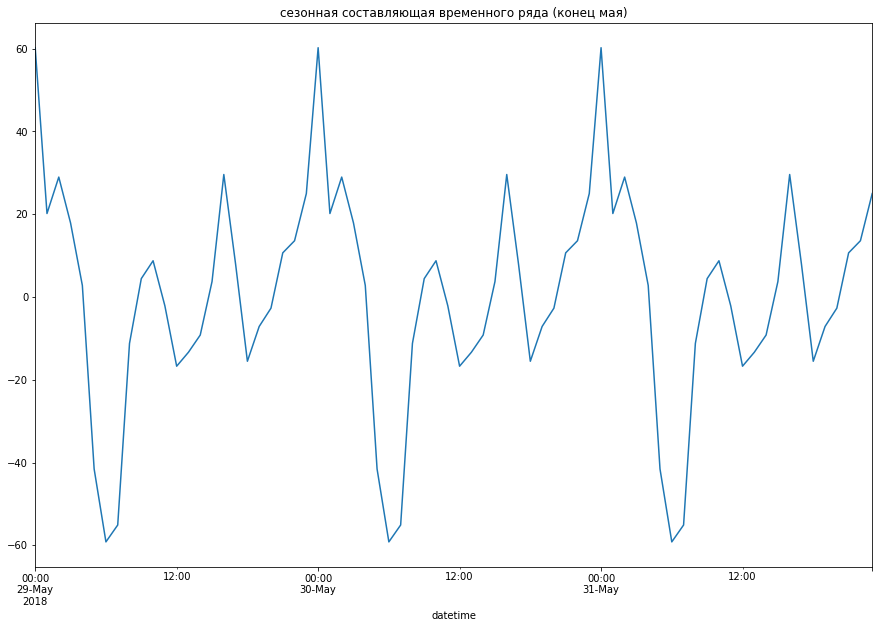 сезонная составляющая временного ряда (конец мая)
60
40
20
0
−20
−40
−60
00:00 12:00 00:00 12:00 00:00 12:00
29-May 30-May 31-May
2018
datetime